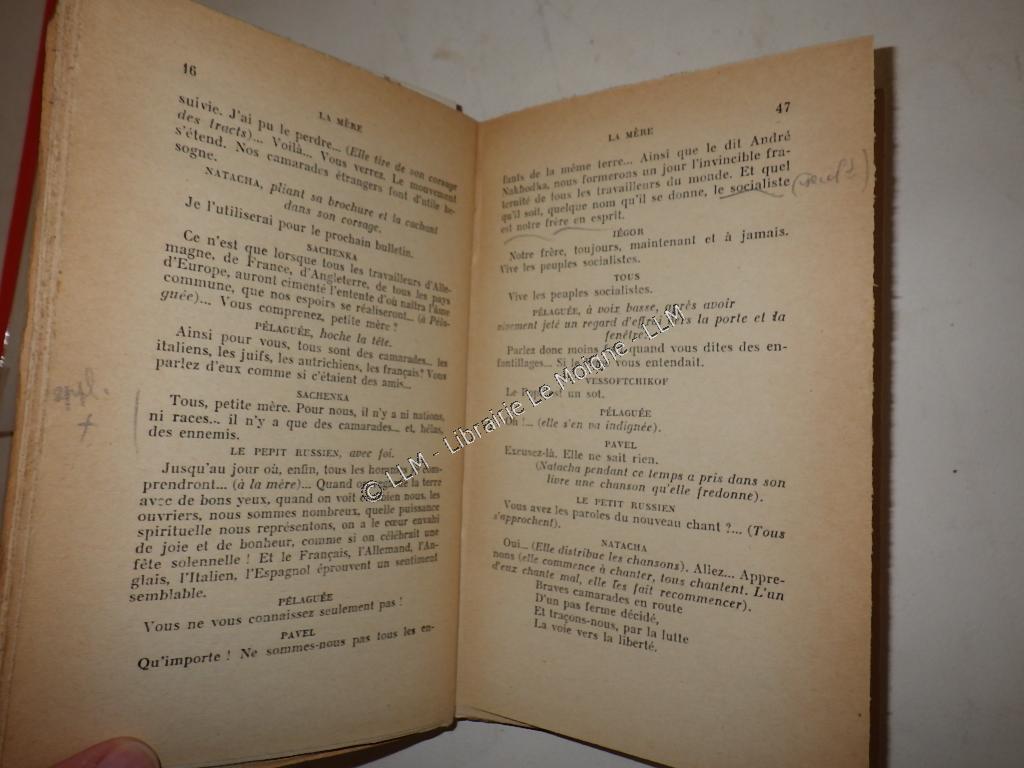 16
LA MÈRE
suivie. J'ai pu le perdre... (Elle tire de son corsage
des tracts)... Voilà... Vous verrez. Le mouvement
s'étend. Nos camarades étrangers font d'utile be-
sogne.
NATACHA, pliant sa brochure et la cachant
dans son corsage.
Je l'utiliserai pour le prochain bulletin.
SACHENKA
Ce n'est que lorsque tous les travailleurs d'Alle-
magne, de France, d'Angleterre, de tous les pays
d'Europe, auront cimenté l'entente d'où naîtra l'âme
commune, que nos espoirs se réaliseront... (à Péla-
guée)... Vous comprenez, petite mère ?
PÉLAGUÉE, hoche la tête.
Ainsi pour vous, tous sont des camarades... les
italiens, les juifs, les autrichiens, les français? Vous
parlez d'eux comme si c'étaient des amis...
SACHENKA
Tous, petite mère. Pour nous, il n'y a ni nations,
ni races... il n'y a que des camarades... et, hélas,
des ennemis.
LE PEPIT RUSSIEN, avec foi.
Jusqu'au jour où, enfin, tous les hommes com-
prendront... (à la mère)... Quand on regarde la terre
avec de bons yeux, quand on voit combien nous, les
ouvriers, nous sommes nombreux, quelle puissance
spirituelle nous représentons, on a le cœur envahi
de joie et de bonheur, comme si on célébrait une
fête solennelle ! Et le Français, l'Allemand, l'An-
glais, l'Italien, l'Espagnol éprouvent un sentiment
semblable.
PÉLAGUÉE
Vous ne vous connaissez seulement pas !
PAVEL
Qu'importe ! Ne sommes-nous pas tous les en-
47
LA MÈRE
fants de la même terre... Ainsi que le dit André
Nakhodka, nous formerons un jour l'invincible fra-
ternité de tous les travailleurs du monde. Et quel
qu'il soit, quelque nom qu'il se donne, le socialiste
est notre frère en esprit.
IÉGOR
Notre frère, toujours, maintenant et à jamais.
Vive les peuples socialistes.
TOUS
Vive les peuples socialistes.
PÉLAGUÉE, à voix basse, après avoir
vivement jeté un regard d'effroi vers la porte et la
fenêtre.
Parlez donc moins fort quand vous dites des en-
fantillages... Si le vous entendait.
VESSOFTCHIKOF
Le est un sot.
PÉLAGUÉE
Oh !... (elle s'en va indignée).
PAVEL
Excusez-là. Elle ne sait rien.
(Natacha pendant ce temps a pris dans son
livre une chanson qu'elle fredonne).
LE PETIT RUSSIEN
Vous avez les paroles du nouveau chant ?... (Tous
s'approchent).
NATACHA
Oui... (Elle distribue les chansons). Allez... Appre-
nons (elle commence à chanter, tous chantent. L'un
d'eux chante mal, elle les fait recommencer).
Braves camarades en route
D'un pas ferme décidé,
Et traçons-nous, par la lutte
La voie vers la liberté.
© LLM - Librairie Le Moigne - LLM